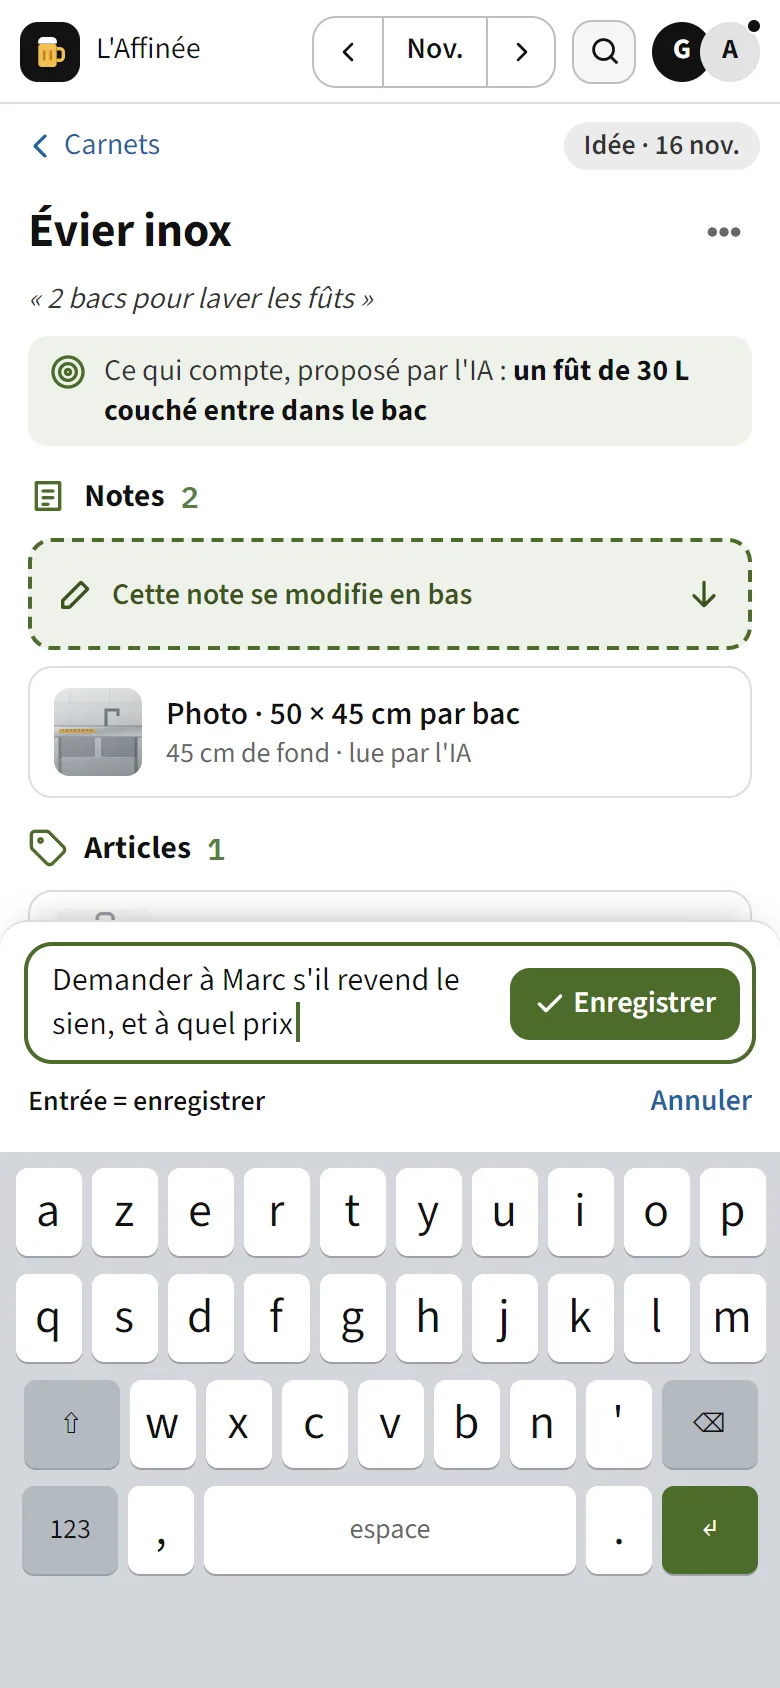 L'Affinée
Nov.
G
A
Carnets
Idée · 16 nov.
Évier inox
« 2 bacs pour laver les fûts »
Ce qui compte, proposé par l'IA : un fût de 30 L
couché entre dans le bac
Notes 2
Cette note se modifie en bas
Photo · 50 × 45 cm par bac
45 cm de fond · lue par l'IA
Articles 1
Demander à Marc s'il revend le
sien, et à quel prix
Enregistrer
Entrée = enregistrer
Annuler
a z e r t y u i o p
q s d f g h j k l m
⇧ w x c v b n ' ⌫
123 , espace . ↲